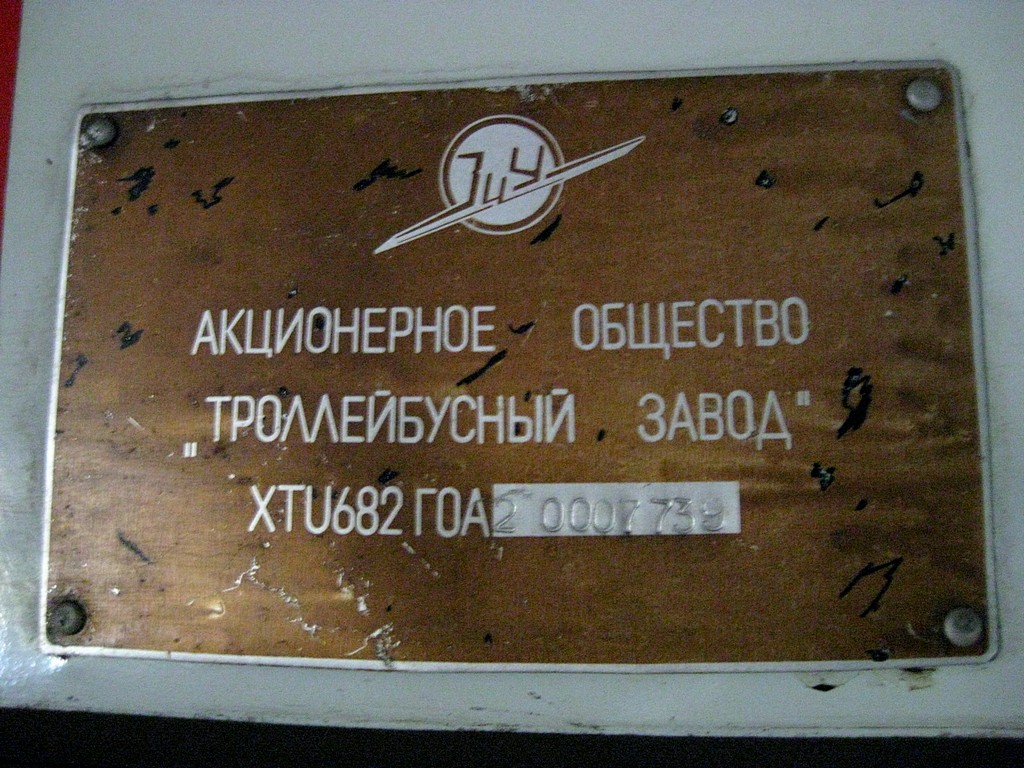 ЗиУ
АКЦИОНЕРНОЕ ОБЩЕСТВО
"ТРОЛЛЕЙБУСНЫЙ ЗАВОД"
XTU682ГОА2 0007739